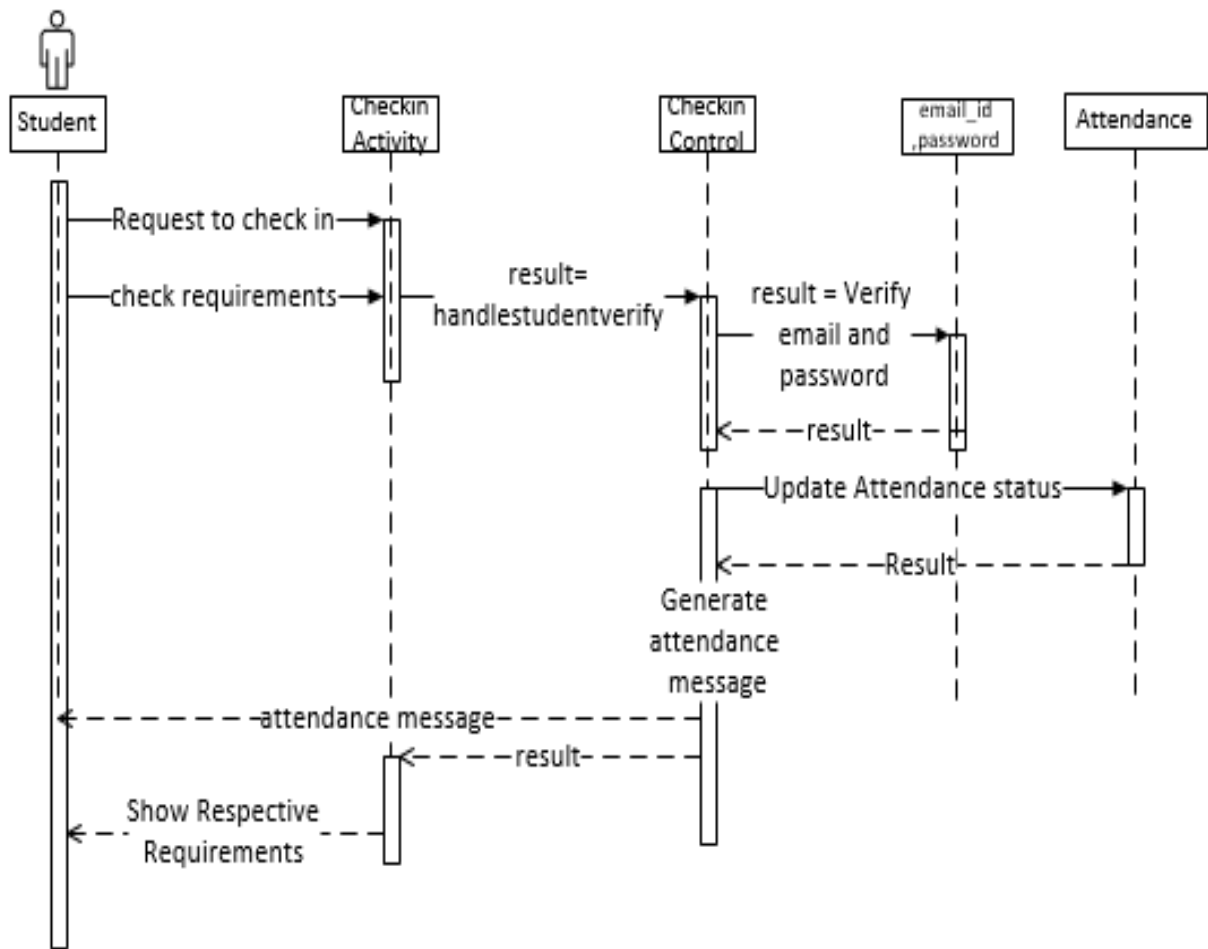 Student
Checkin
Activity
Checkin
Control
email_id
,password
Attendance
Request to check in
check requirements
result=
handlestudentverify
result = Verify
email and
password
result
Update Attendance status
Result
Generate
attendance
message
attendance message
result
Show Respective
Requirements